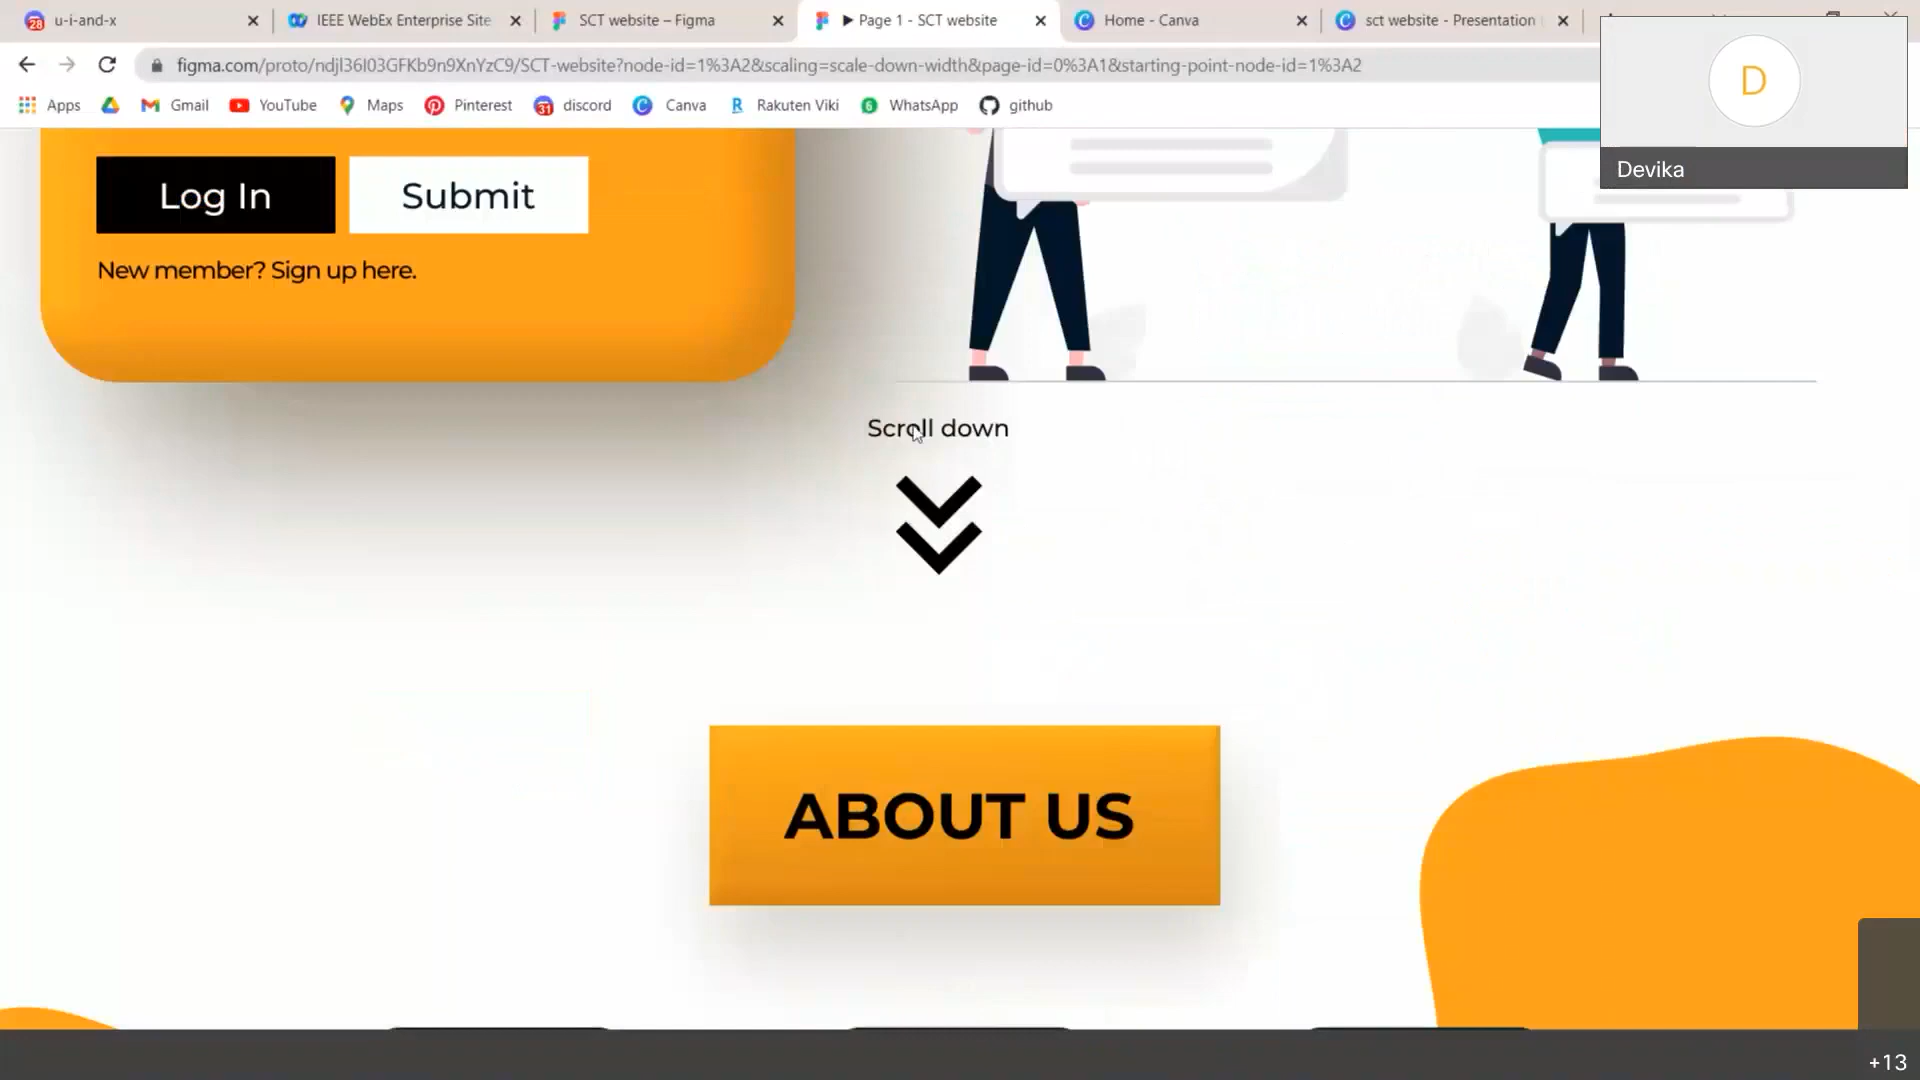 u-i-and-x
IEEE WebEx Enterprise Site
SCT website – Figma
Page 1 - SCT website
Home - Canva
sct website - Presentation
figma.com/proto/ndjl36I03GFKb9n9XnYzC9/SCT-website?node-id=1%3A2&scaling=scale-down-width&page-id=0%3A1&starting-point-node-id=1%3A2
Apps
Gmail
YouTube
Maps
Pinterest
discord
Canva
Rakuten Viki
WhatsApp
github
D
Devika
Log In
Submit
New member? Sign up here.
Scroll down
ABOUT US
+13